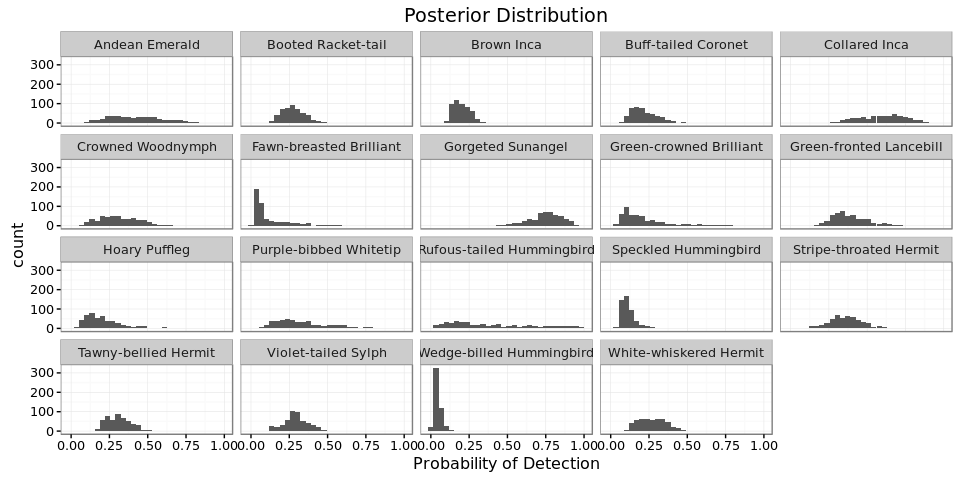 Posterior Distribution
Andean Emerald Booted Racket-tail Brown Inca Buff-tailed Coronet Collared Inca
300
200
100
0
Crowned Woodnymph Fawn-breasted Brilliant Gorgeted Sunangel Green-crowned Brilliant Green-fronted Lancebill
300
200
100
0
count
Hoary Puffleg Purple-bibbed Whitetip Rufous-tailed Hummingbird Speckled Hummingbird Stripe-throated Hermit
300
200
100
0
Tawny-bellied Hermit Violet-tailed Sylph Wedge-billed Hummingbird White-whiskered Hermit
300
200
100
0
0.00 0.25 0.50 0.75 1.00 0.00 0.25 0.50 0.75 1.00 0.00 0.25 0.50 0.75 1.00 0.00 0.25 0.50 0.75 1.00
Probability of Detection